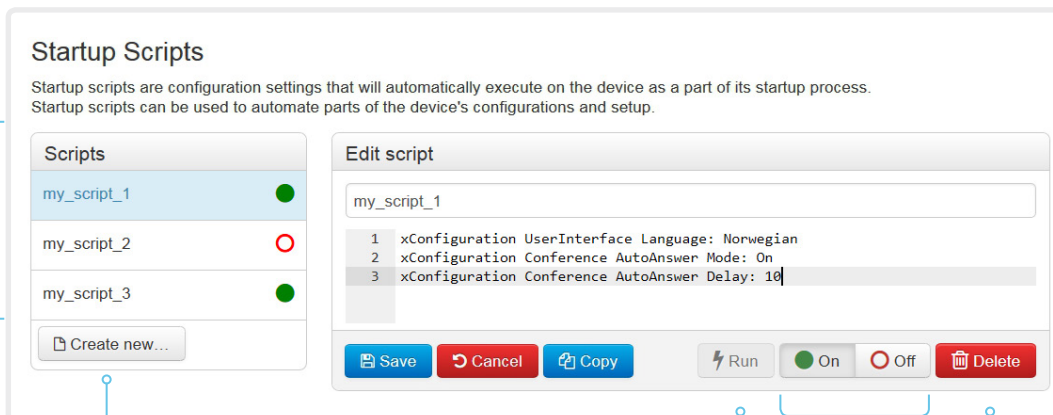 Startup Scripts
Startup scripts are configuration settings that will automatically execute on the device as a part of its startup process.
Startup scripts can be used to automate parts of the device's configurations and setup.
Scripts
my_script_1
my_script_2
my_script_3
Create new...
Edit script
my_script_1
1 xConfiguration UserInterface Language: Norwegian
2 xConfiguration Conference AutoAnswer Mode: On
3 xConfiguration Conference AutoAnswer Delay: 10
Save Cancel Copy Run On Off Delete